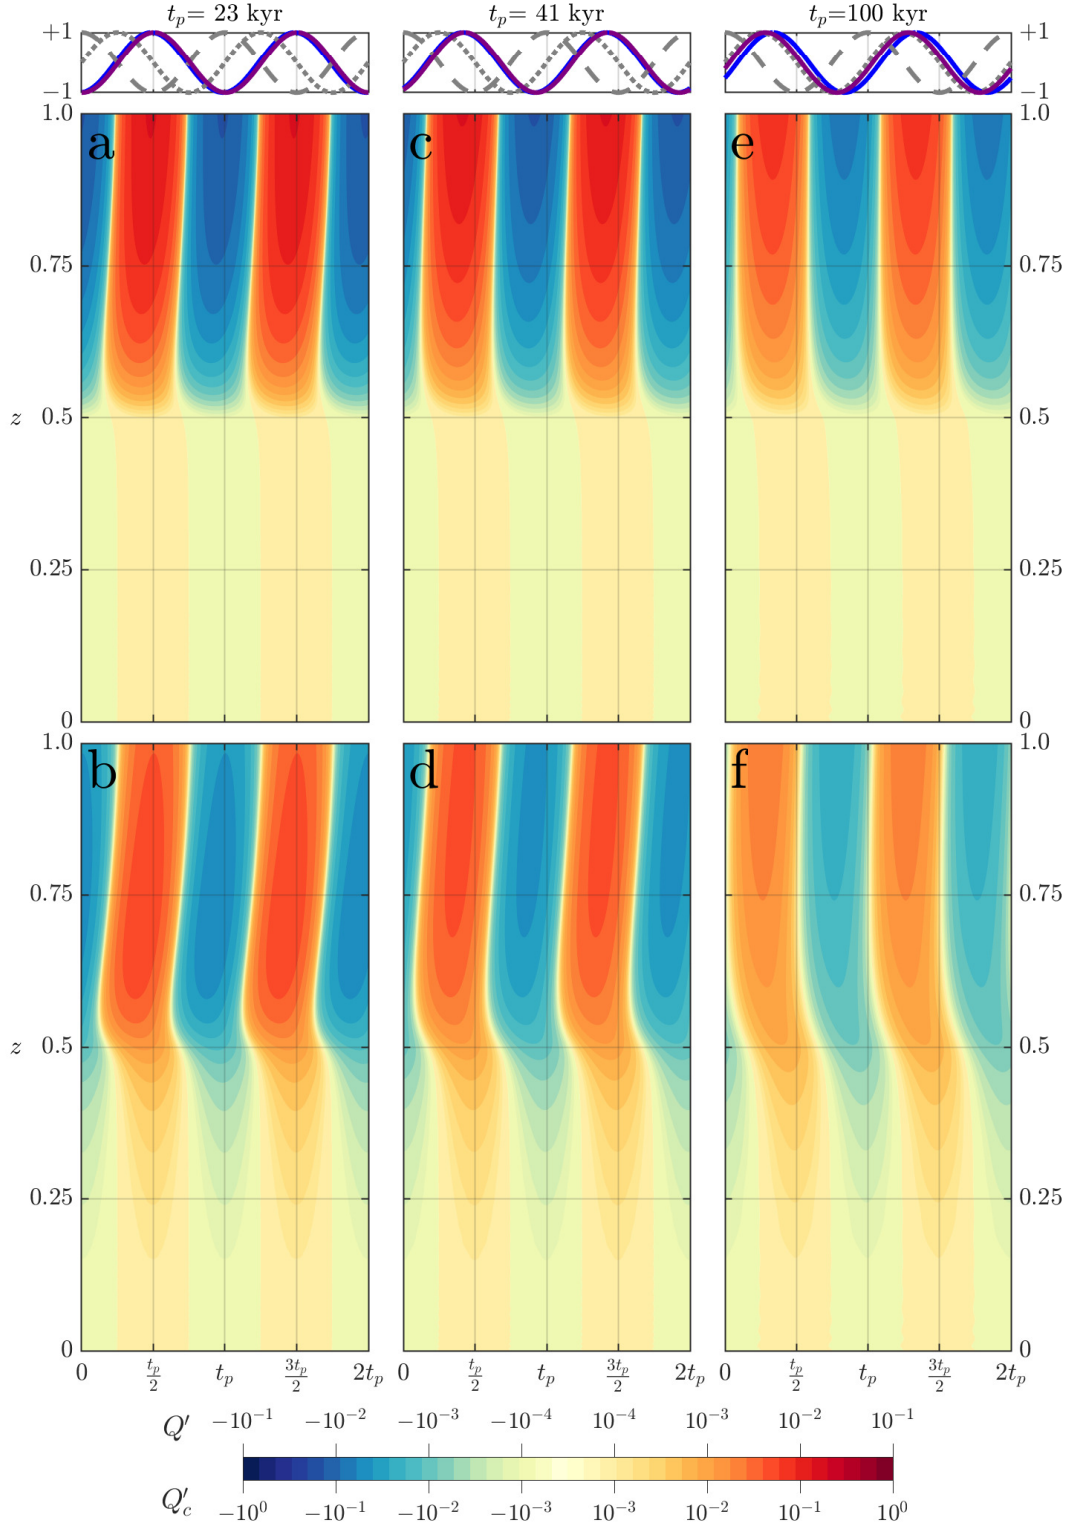 t_p= 23 kyr t_p= 41 kyr t_p=100 kyr
+1 +1
−1 −1
1.0 1.0
a c e
0.75 0.75
z 0.5 0.5
0.25 0.25
0 0
1.0 1.0
b d f
0.75 0.75
z 0.5 0.5
0.25 0.25
0 0
0 t_p/2 t_p 3t_p/2 2t_p t_p/2 t_p 3t_p/2 2t_p t_p/2 t_p 3t_p/2 2t_p
Q′ −10^−1 −10^−2 −10^−3 −10^−4 10^−4 10^−3 10^−2 10^−1
Q′_c −10^0 −10^−1 −10^−2 −10^−3 10^−3 10^−2 10^−1 10^0